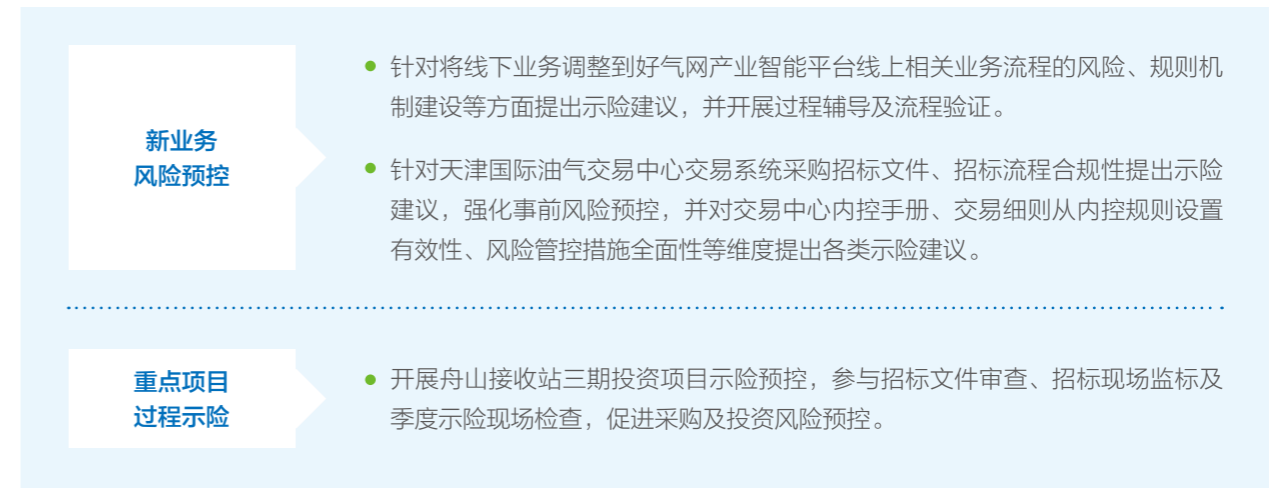 新业务
风险预控
● 针对将线下业务调整到好气网产业智能平台线上相关业务流程的风险、规则机
制建设等方面提出示险建议，并开展过程辅导及流程验证。
● 针对天津国际油气交易中心交易系统采购招标文件、招标流程合规性提出示险
建议，强化事前风险预控，并对交易中心内控手册、交易细则从内控规则设置
有效性、风险管控措施全面性等维度提出各类示险建议。
重点项目
过程示险
● 开展舟山接收站三期投资项目示险预控，参与招标文件审查、招标现场监标及
季度示险现场检查，促进采购及投资风险预控。